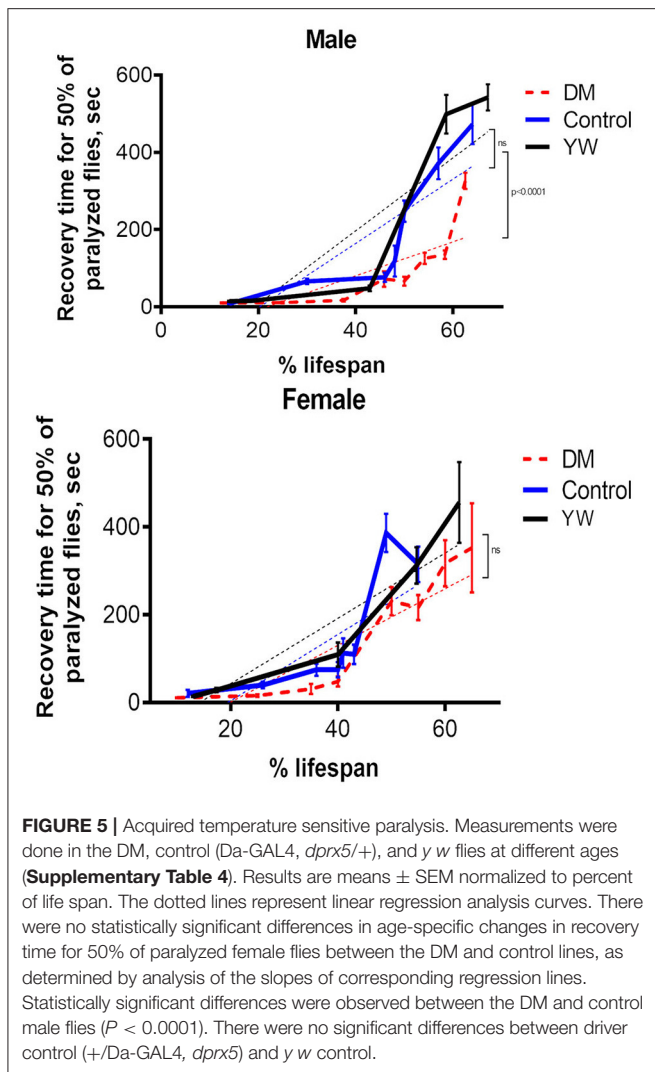 Male
Recovery time for 50% of
paralyzed flies, sec
600
400
200
0
0
20
40
60
% lifespan
DM
Control
YW
ns
p<0.0001
Female
Recovery time for 50% of
paralyzed flies, sec
600
400
200
0
20
40
60
% lifespan
DM
Control
YW
ns
FIGURE 5 | Acquired temperature sensitive paralysis. Measurements were
done in the DM, control (Da-GAL4, dprx5/+), and y w flies at different ages
(Supplementary Table 4). Results are means ± SEM normalized to percent
of life span. The dotted lines represent linear regression analysis curves. There
were no statistically significant differences in age-specific changes in recovery
time for 50% of paralyzed female flies between the DM and control lines, as
determined by analysis of the slopes of corresponding regression lines.
Statistically significant differences were observed between the DM and control
male flies (P < 0.0001). There were no significant differences between driver
control (+/Da-GAL4, dprx5) and y w control.